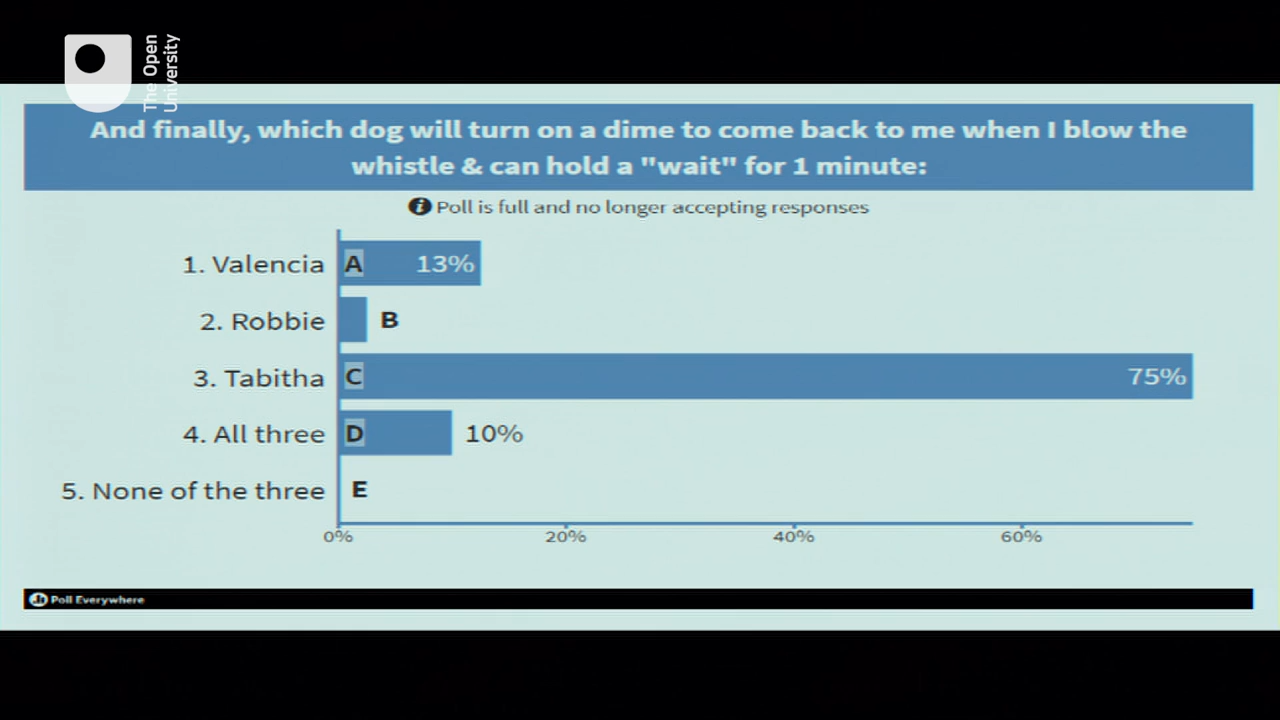 The Open
University
And finally, which dog will turn on a dime to come back to me when I blow the
whistle & can hold a "wait" for 1 minute:
i Poll is full and no longer accepting responses
1. Valencia A 13%
2. Robbie B
3. Tabitha C 75%
4. All three D 10%
5. None of the three E
0% 20% 40% 60%
Poll Everywhere